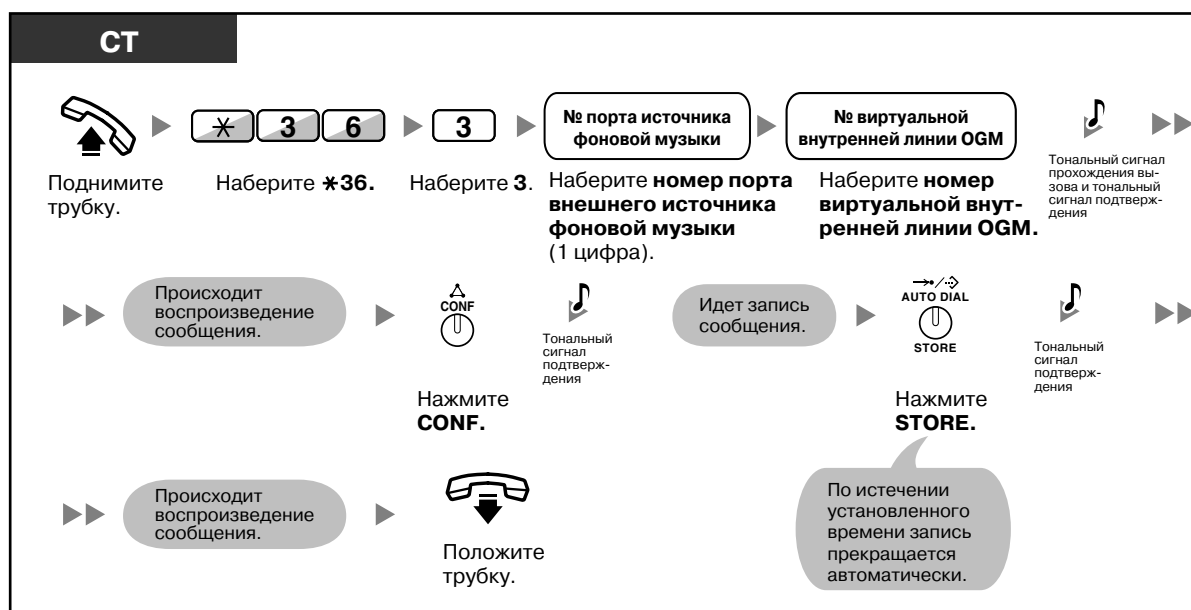 СТ
№ порта источника
фоновой музыки
№ виртуальной
внутренней линии OGM
✳ 3 6
3
Тональный сигнал
прохождения вы-
зова и тональный
сигнал подтверж-
дения
Поднимите
трубку.
Наберите ✳36.
Наберите 3.
Наберите номер порта
внешнего источника
фоновой музыки
(1 цифра).
Наберите номер
виртуальной внут-
ренней линии OGM.
Происходит
воспроизведение
сообщения.
CONF
Тональный
сигнал
подтверж-
дения
Нажмите
CONF.
Идет запись
сообщения.
AUTO DIAL
STORE
Тональный
сигнал
подтверж-
дения
Нажмите
STORE.
По истечении
установленного
времени запись
прекращается
автоматически.
Происходит
воспроизведение
сообщения.
Положите
трубку.